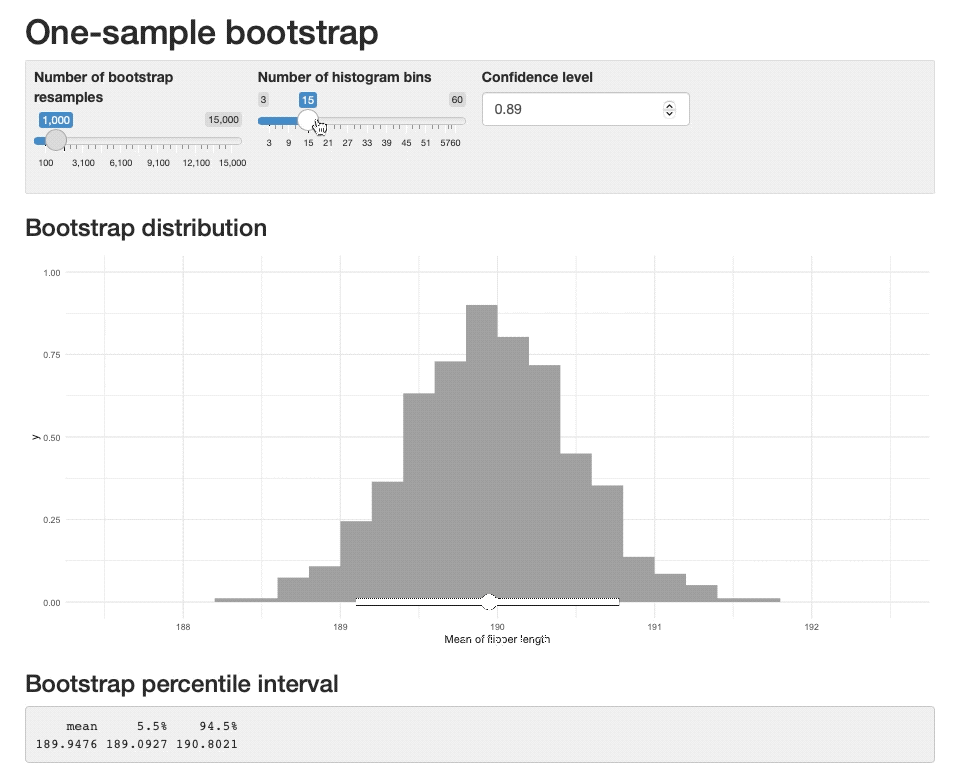 One-sample bootstrap
Number of bootstrap
resamples
Number of histogram bins
Confidence level
1,000
15,000
3
15
60
0.89
100 3,100 6,100 9,100 12,100 15,000
3 9 15 21 27 33 39 45 51 5760
Bootstrap distribution
1.00
0.75
y
0.50
0.25
0.00
188 189 190 191 192
Mean of flipper length
Bootstrap percentile interval
mean 5.5% 94.5%
189.9476 189.0927 190.8021